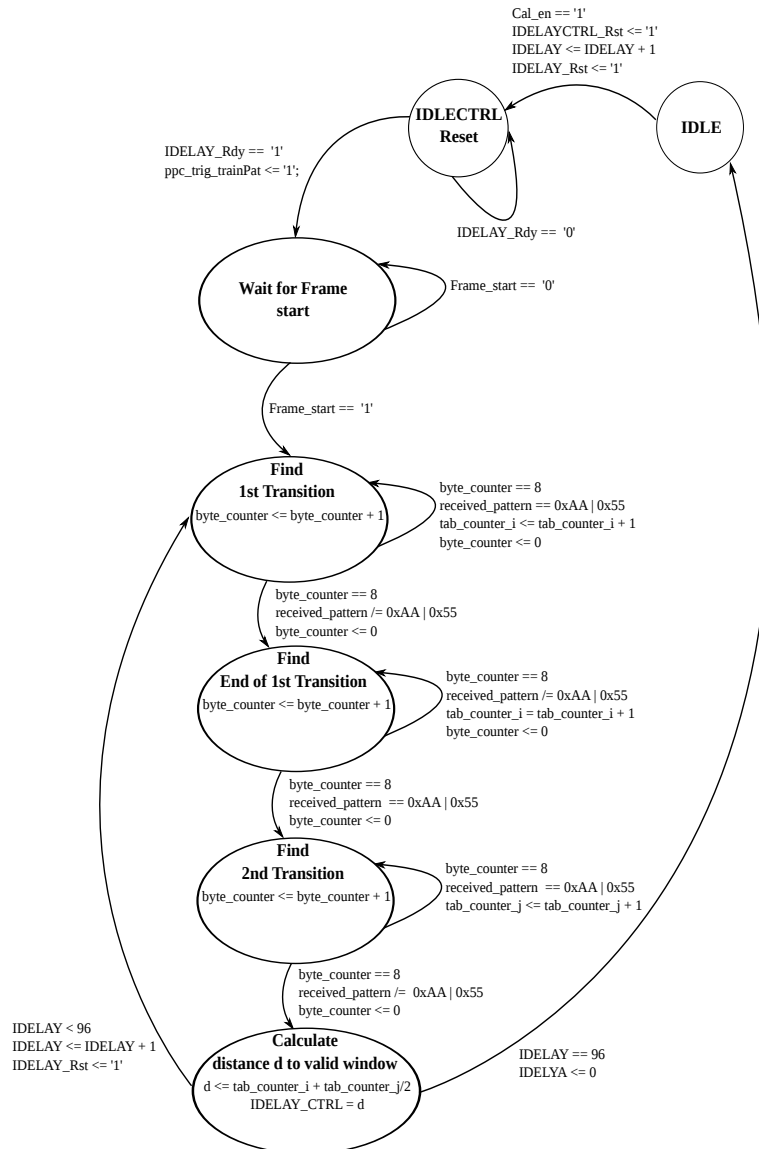 Cal_en == '1'
IDELAYCTRL_Rst <= '1'
IDELAY <= IDELAY + 1
IDELAY_Rst <= '1'
IDLECTRL
Reset
IDLE
IDELAY_Rdy == '1'
ppc_trig_trainPat <= '1';
IDELAY_Rdy == '0'
Wait for Frame
start
Frame_start == '0'
Frame_start == '1'
Find
1st Transition
byte_counter <= byte_counter + 1
byte_counter == 8
received_pattern == 0xAA | 0x55
tab_counter_i <= tab_counter_i + 1
byte_counter <= 0
byte_counter == 8
received_pattern /= 0xAA | 0x55
byte_counter <= 0
Find
End of 1st Transition
byte_counter <= byte_counter + 1
byte_counter == 8
received_pattern /= 0xAA | 0x55
tab_counter_i = tab_counter_i + 1
byte_counter <= 0
byte_counter == 8
received_pattern == 0xAA | 0x55
byte_counter <= 0
Find
2nd Transition
byte_counter <= byte_counter + 1
byte_counter == 8
received_pattern == 0xAA | 0x55
tab_counter_j <= tab_counter_j + 1
byte_counter == 8
received_pattern /= 0xAA | 0x55
byte_counter <= 0
IDELAY < 96
IDELAY <= IDELAY + 1
IDELAY_Rst <= '1'
Calculate
distance d to valid window
d <= tab_counter_i + tab_counter_j/2
IDELAY_CTRL = d
IDELAY == 96
IDELYA <= 0